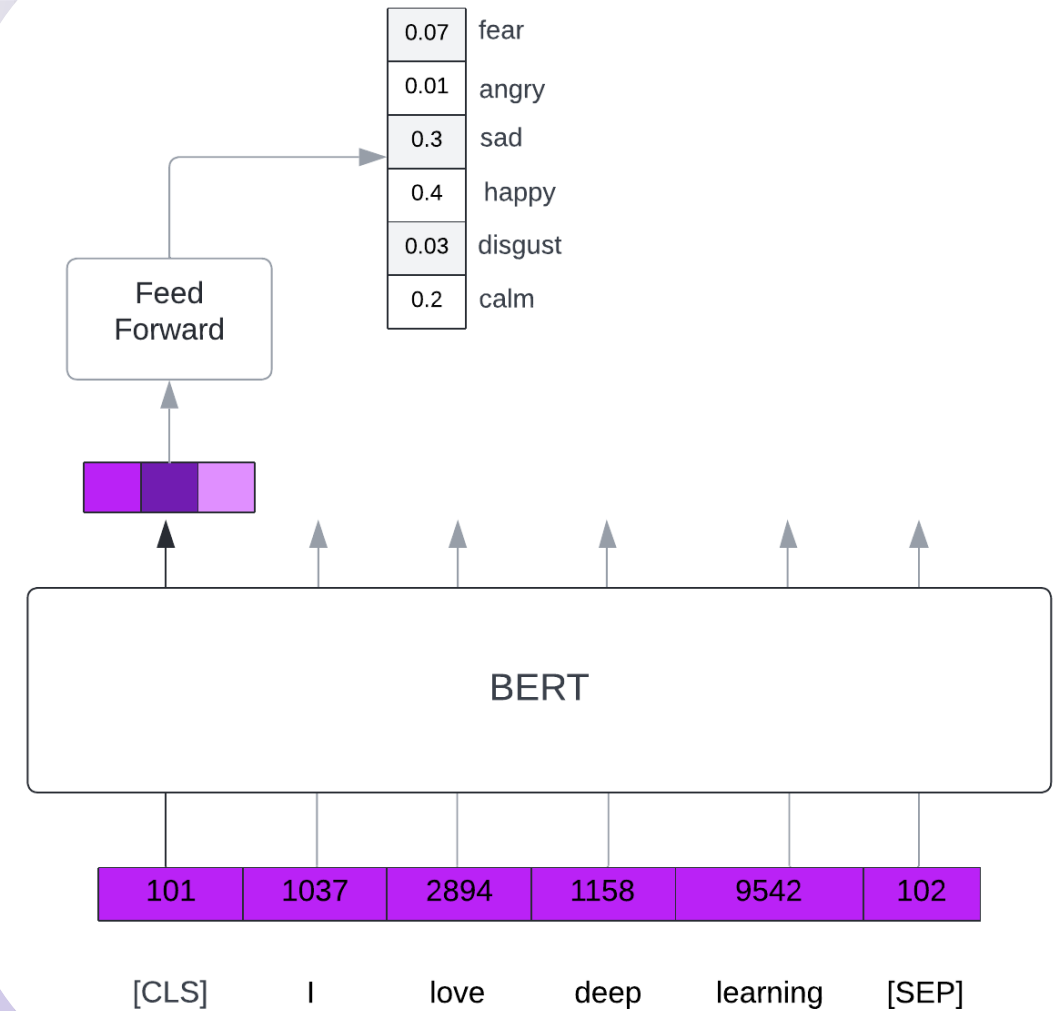 0.07 fear
0.01 angry
0.3 sad
0.4 happy
0.03 disgust
0.2 calm
Feed
Forward
BERT
101 1037 2894 1158 9542 102
[CLS] I love deep learning [SEP]